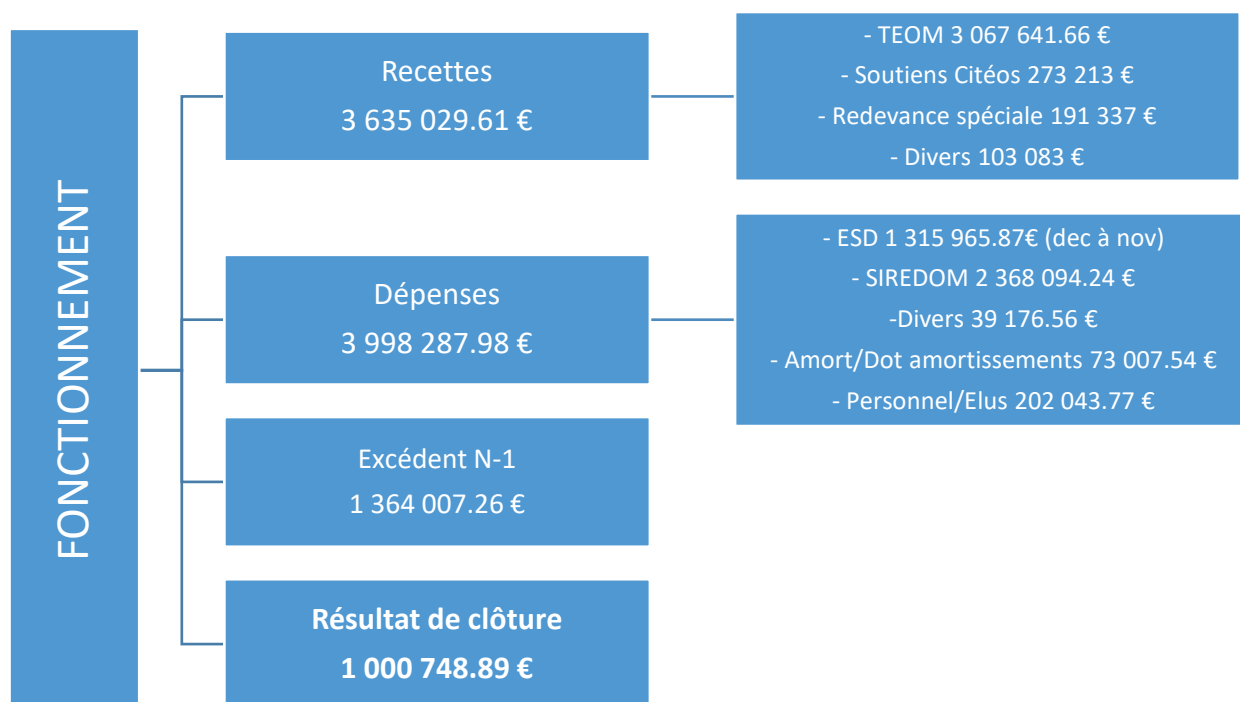 FONCTIONNEMENT
Recettes
3 635 029.61 €
- TEOM 3 067 641.66 €
- Soutiens Citéos 273 213 €
- Redevance spéciale 191 337 €
- Divers 103 083 €
Dépenses
3 998 287.98 €
- ESD 1 315 965.87€ (dec à nov)
- SIREDOM 2 368 094.24 €
-Divers 39 176.56 €
- Amort/Dot amortissements 73 007.54 €
- Personnel/Elus 202 043.77 €
Excédent N-1
1 364 007.26 €
Résultat de clôture
1 000 748.89 €